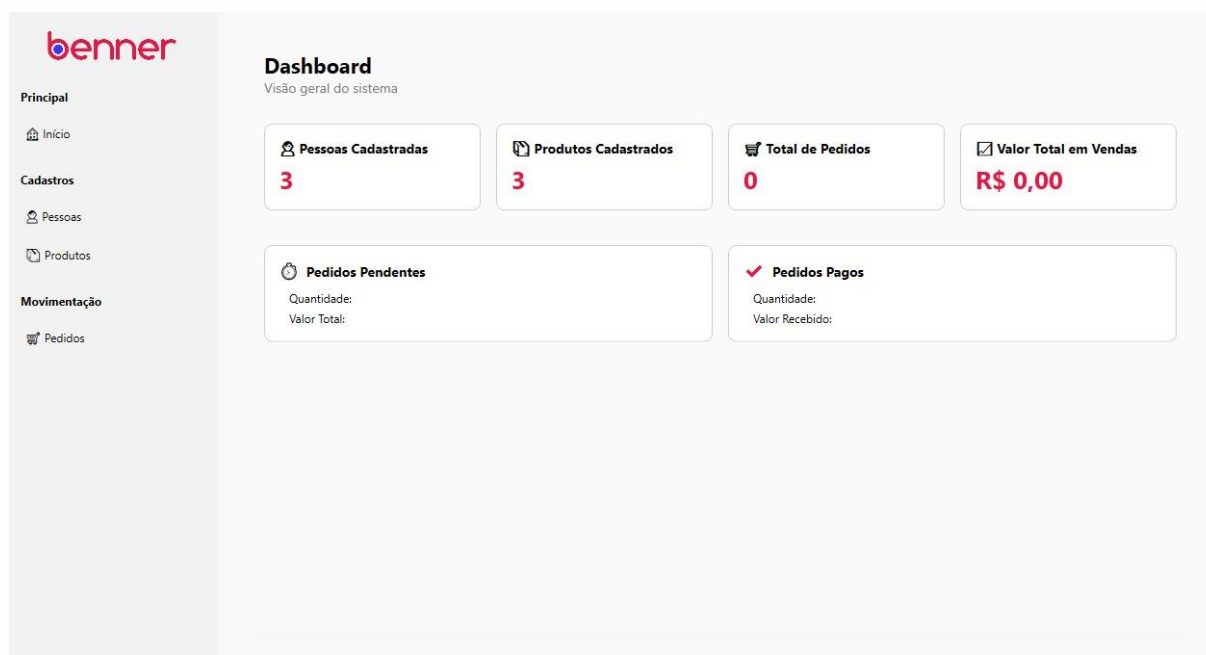 benner
Principal
Início
Cadastros
Pessoas
Produtos
Movimentação
Pedidos
Dashboard
Visão geral do sistema
Pessoas Cadastradas
3
Produtos Cadastrados
3
Total de Pedidos
0
Valor Total em Vendas
R$ 0,00
Pedidos Pendentes
Quantidade:
Valor Total:
Pedidos Pagos
Quantidade:
Valor Recebido: